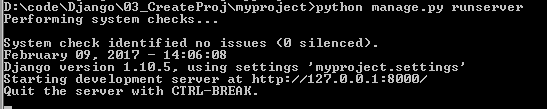 D:\code\Django\03_CreateProj\myproject>python manage.py runserver
Performing system checks...
System check identified no issues (0 silenced).
February 09, 2017 - 14:06:08
Django version 1.10.5, using settings 'myproject.settings'
Starting development server at http://127.0.0.1:8000/
Quit the server with CTRL-BREAK.